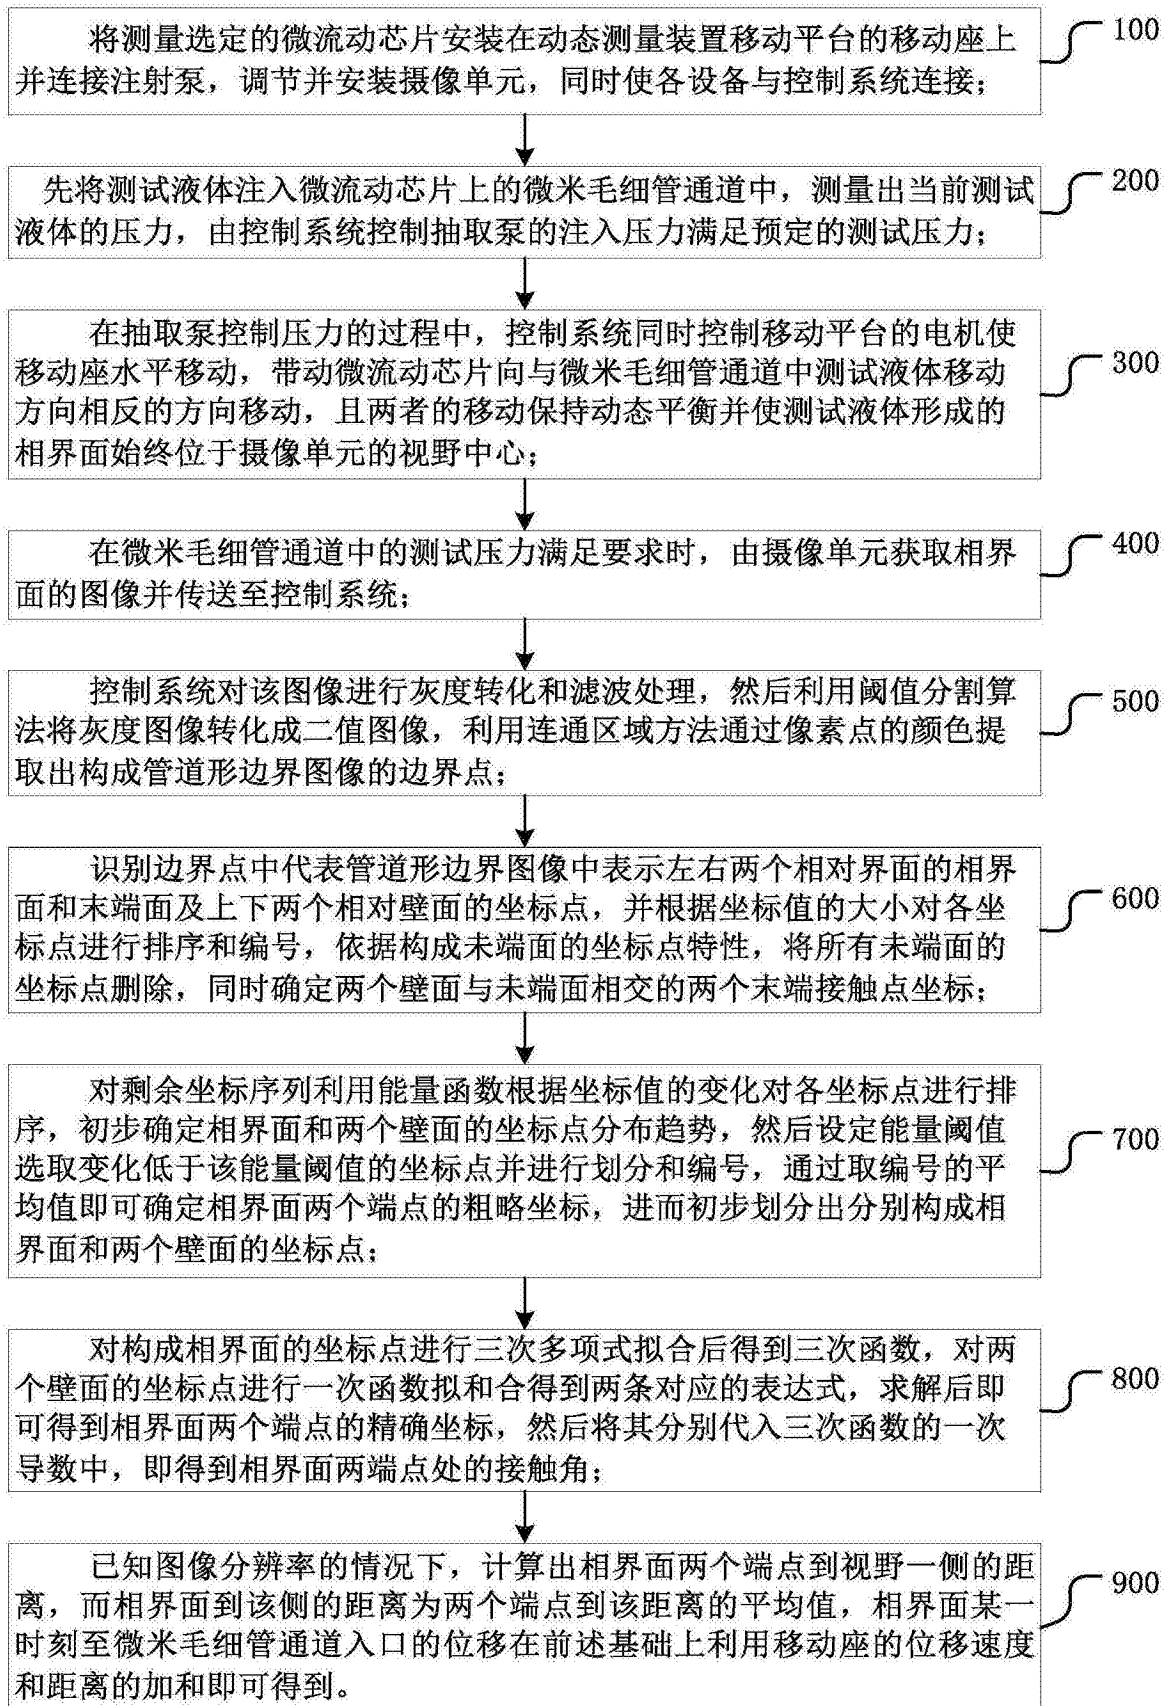 将测量选定的微流动芯片安装在动态测量装置移动平台的移动座上
并连接注射泵，调节并安装摄像单元，同时使各设备与控制系统连接；
100
先将测试液体注入微流动芯片上的微米毛细管通道中，测量出当前测试
液体的压力，由控制系统控制抽取泵的注入压力满足预定的测试压力；
200
在抽取泵控制压力的过程中，控制系统同时控制移动平台的电机使
移动座水平移动，带动微流动芯片向与微米毛细管通道中测试液体移动
方向相反的方向移动，且两者的移动保持动态平衡并使测试液体形成的
相界面始终位于摄像单元的视野中心；
300
在微米毛细管通道中的测试压力满足要求时，由摄像单元获取相界
面的图像并传送至控制系统；
400
控制系统对该图像进行灰度转化和滤波处理，然后利用阈值分割算
法将灰度图像转化成二值图像，利用连通区域方法通过像素点的颜色提
取出构成管道形边界图像的边界点；
500
识别边界点中代表管道形边界图像中表示左右两个相对界面的相界
面和末端面及上下两个相对壁面的坐标点，并根据坐标值的大小对各坐
标点进行排序和编号，依据构成未端面的坐标点特性，将所有未端面的
坐标点删除，同时确定两个壁面与未端面相交的两个末端接触点坐标；
600
对剩余坐标序列利用能量函数根据坐标值的变化对各坐标点进行排
序，初步确定相界面和两个壁面的坐标点分布趋势，然后设定能量阈值
选取变化低于该能量阈值的坐标点并进行划分和编号，通过取编号的平
均值即可确定相界面两个端点的粗略坐标，进而初步划分出分别构成相
界面和两个壁面的坐标点；
700
对构成相界面的坐标点进行三次多项式拟合后得到三次函数，对两
个壁面的坐标点进行一次函数拟和合得到两条对应的表达式，求解后即
可得到相界面两个端点的精确坐标，然后将其分别代入三次函数的一次
导数中，即得到相界面两端点处的接触角；
800
已知图像分辨率的情况下，计算出相界面两个端点到视野一侧的距
离，而相界面到该侧的距离为两个端点到该距离的平均值，相界面某一
时刻至微米毛细管通道入口的位移在前述基础上利用移动座的位移速度
和距离的加和即可得到。
900